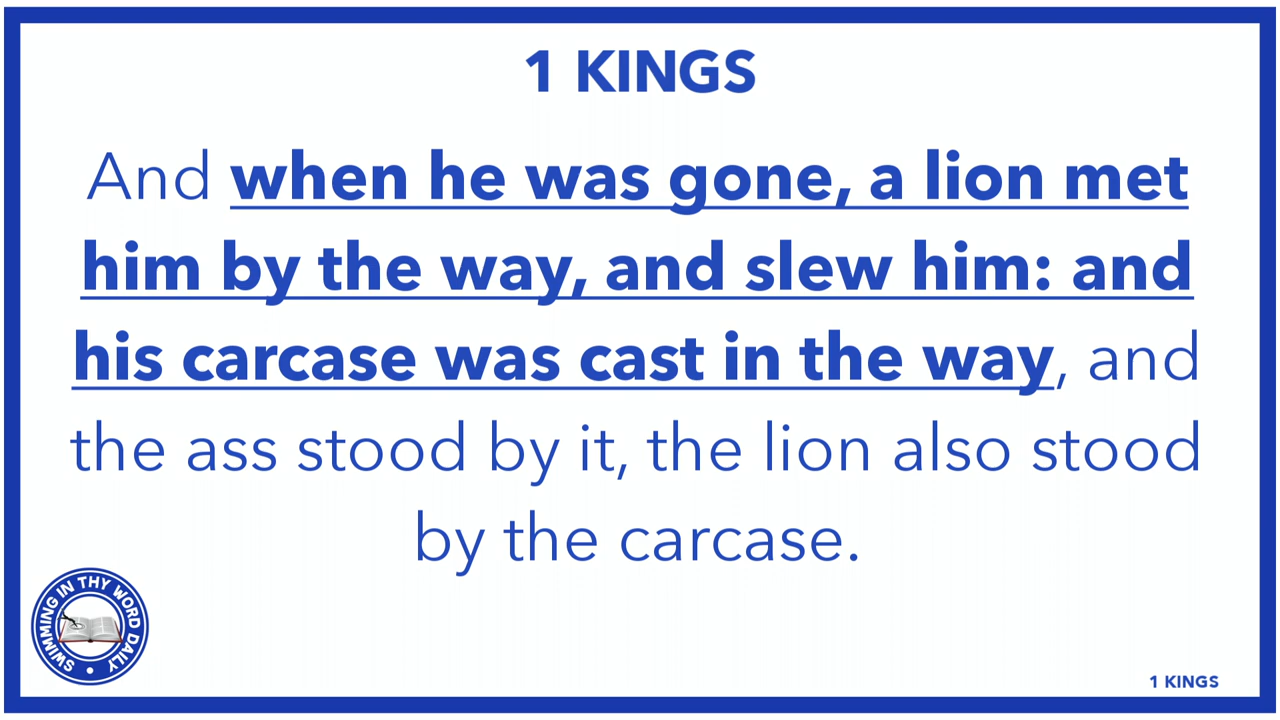 1 KINGS
And when he was gone, a lion met
him by the way, and slew him: and
his carcase was cast in the way, and
the ass stood by it, the lion also stood
by the carcase.
SWIMMING IN THY WORD DAILY
1 KINGS